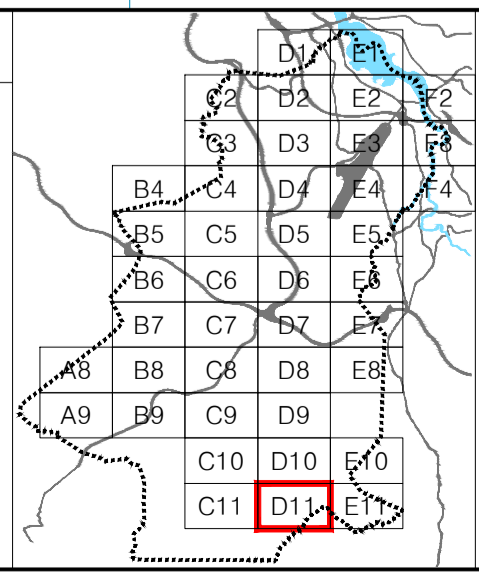 D1 E1
C2 D2 E2 F2
C3 D3 E3 F3
B4 C4 D4 E4 F4
B5 C5 D5 E5
B6 C6 D6 E6
B7 C7 D7 E7
A8 B8 C8 D8 E8
A9 B9 C9 D9
C10 D10 E10
C11 D11 E11